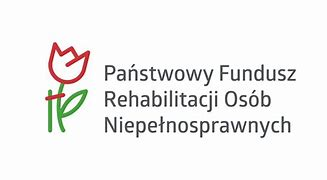 Państwowy Fundusz
Rehabilitacji Osób
Niepełnosprawnych